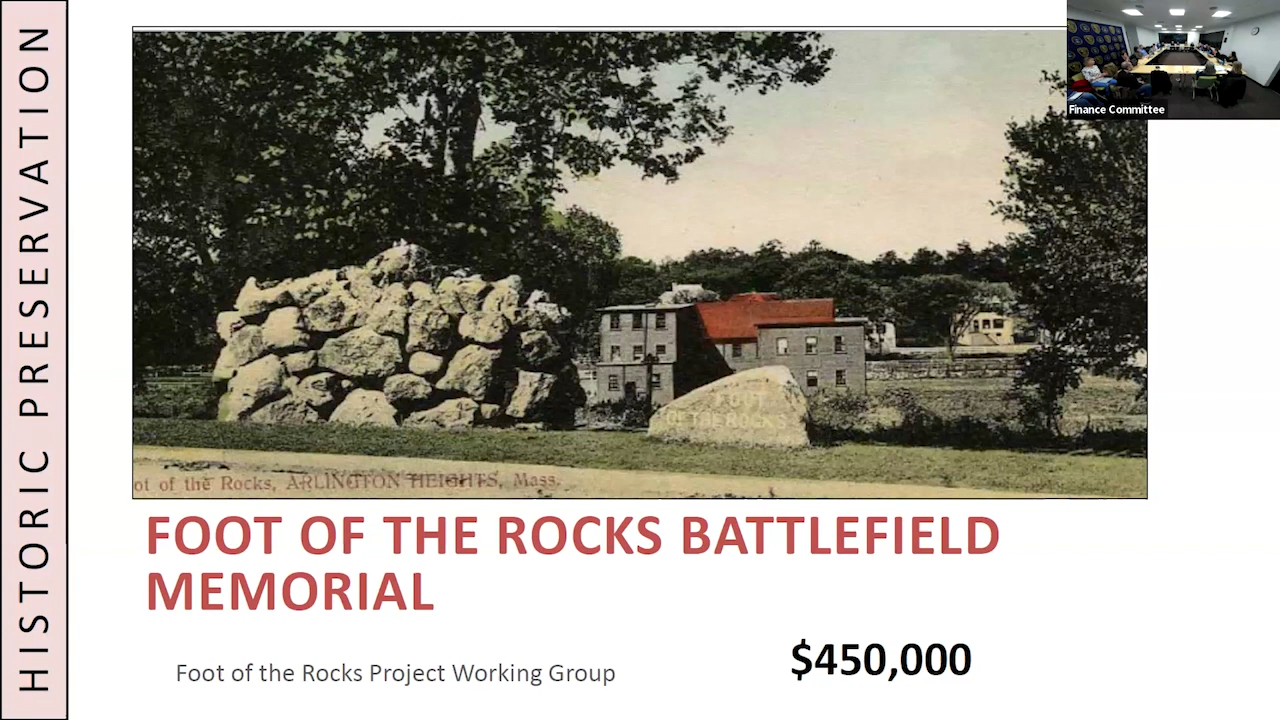 HISTORIC PRESERVATION
Finance Committee
FOOT
OF THE ROCKS
ot of the Rocks, ARLINGTON HEIGHTS, Mass.
FOOT OF THE ROCKS BATTLEFIELD
MEMORIAL
Foot of the Rocks Project Working Group
$450,000